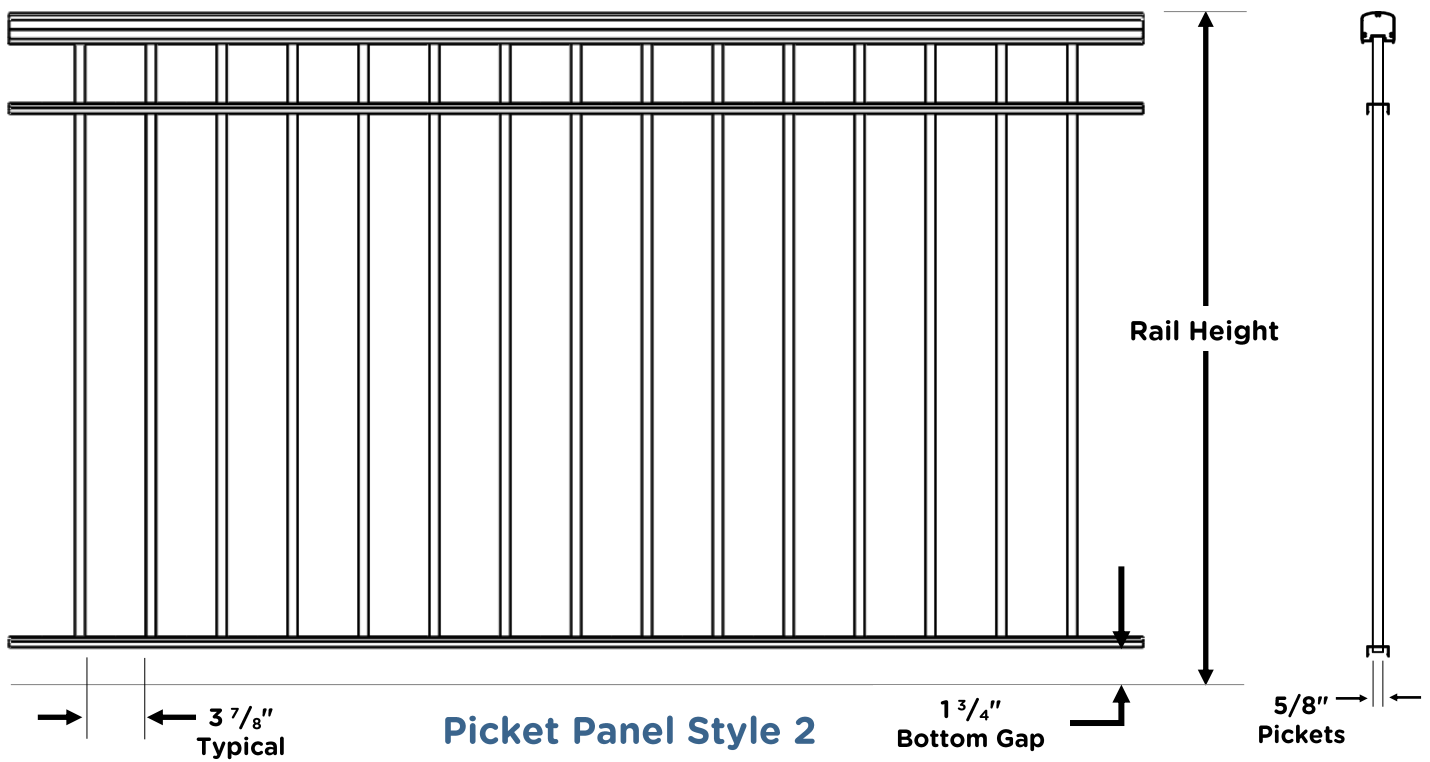 Rail Height
3 7/8"
Typical
Picket Panel Style 2
1 3/4"
Bottom Gap
5/8"
Pickets